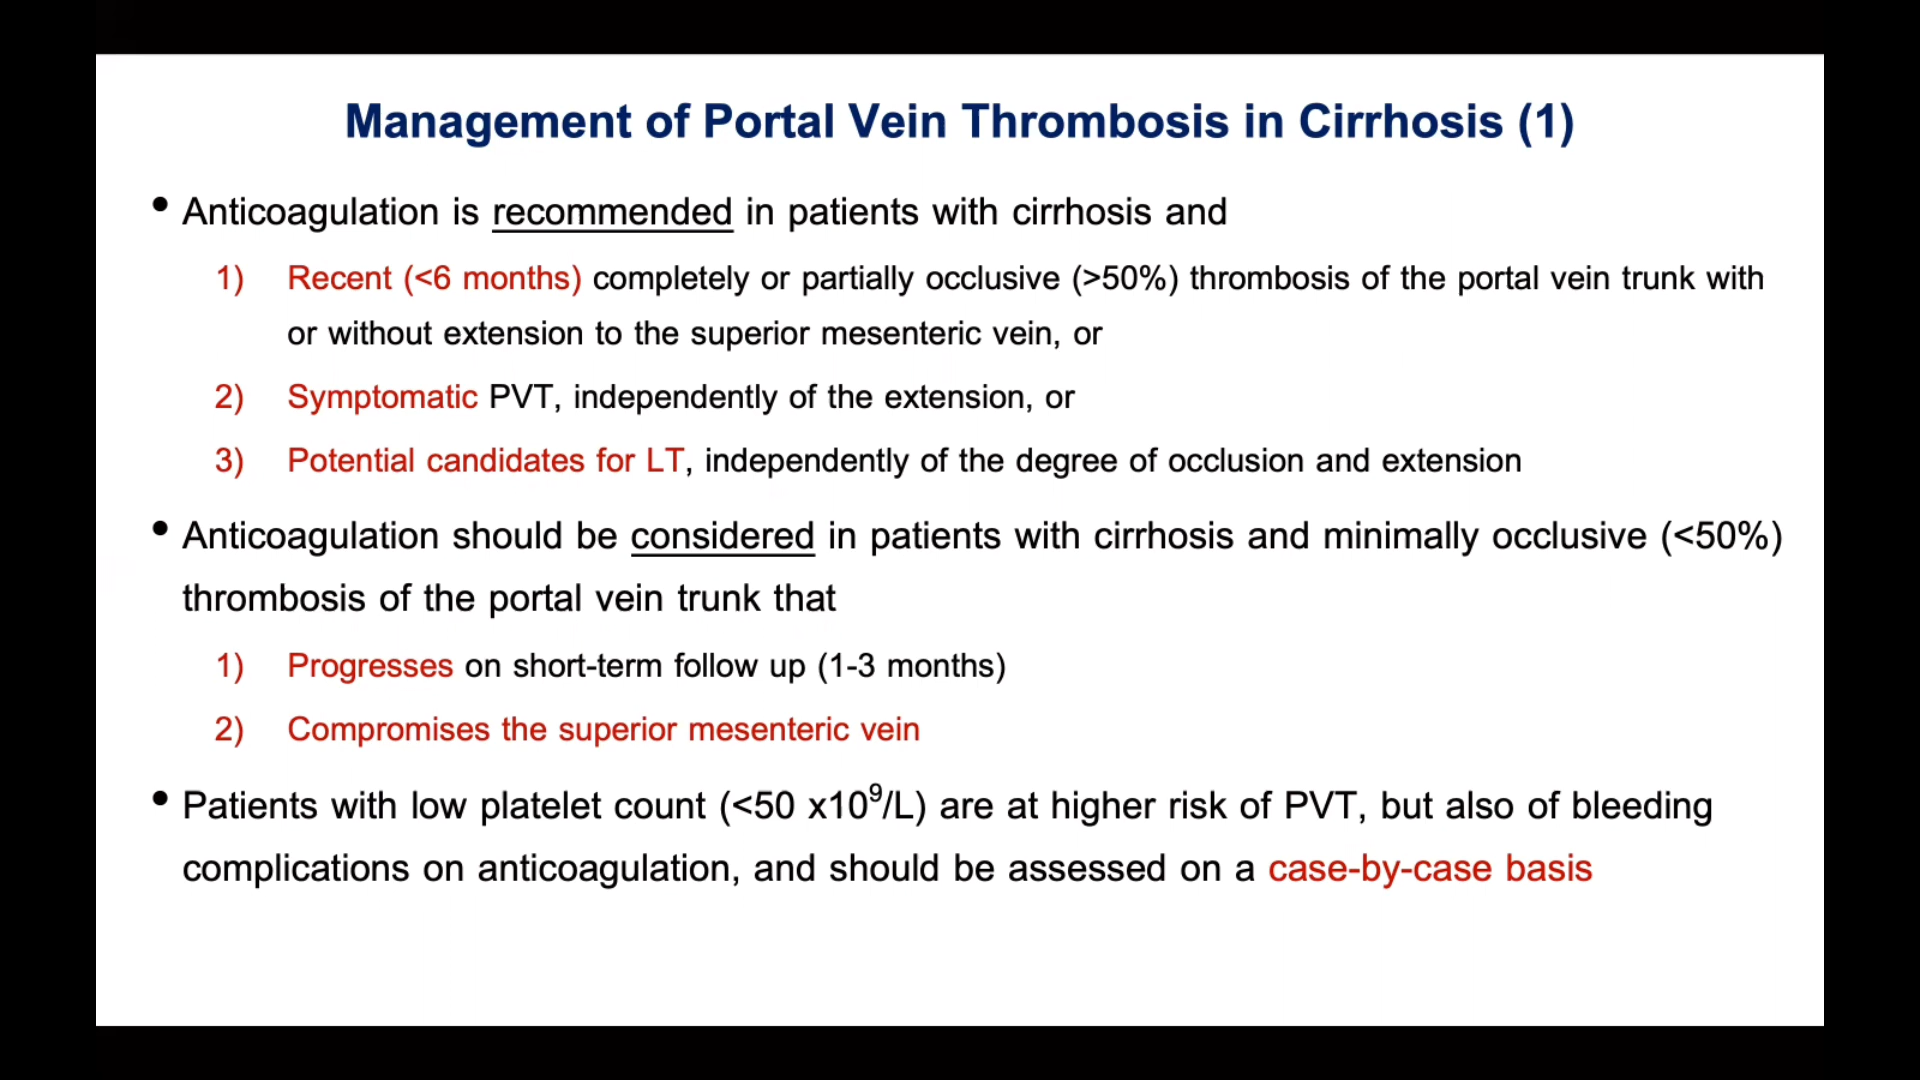 Management of Portal Vein Thrombosis in Cirrhosis (1)
• Anticoagulation is recommended in patients with cirrhosis and
1) Recent (<6 months) completely or partially occlusive (>50%) thrombosis of the portal vein trunk with
or without extension to the superior mesenteric vein, or
2) Symptomatic PVT, independently of the extension, or
3) Potential candidates for LT, independently of the degree of occlusion and extension
• Anticoagulation should be considered in patients with cirrhosis and minimally occlusive (<50%)
thrombosis of the portal vein trunk that
1) Progresses on short-term follow up (1-3 months)
2) Compromises the superior mesenteric vein
• Patients with low platelet count (<50 x10⁹/L) are at higher risk of PVT, but also of bleeding
complications on anticoagulation, and should be assessed on a case-by-case basis